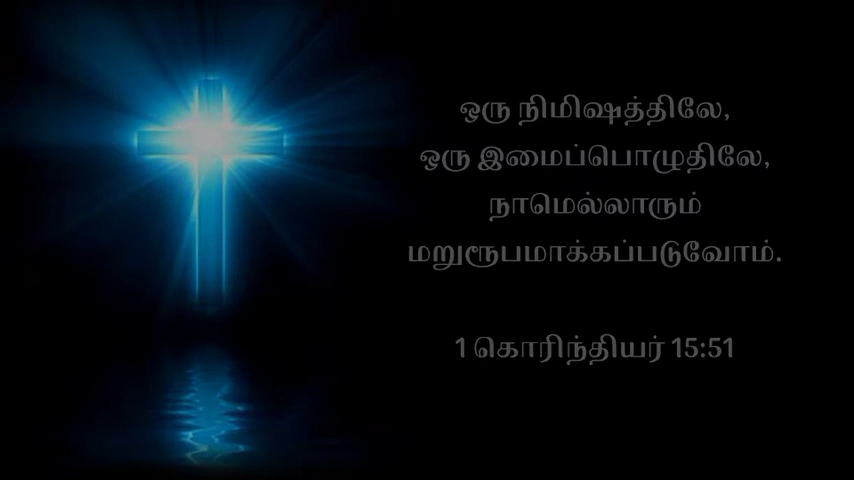 ஒரு நிமிஷத்திலே,
ஒரு இமைப்பொழுதிலே,
நாமெல்லாரும்
மறுரூபமாக்கப்படுவோம்.
1 கொரிந்தியர் 15:51